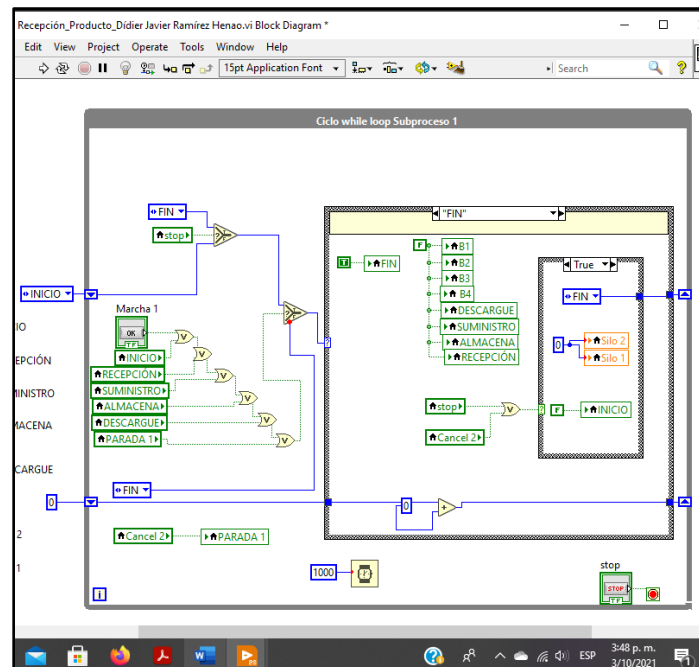 Recepción_Producto_Dídier Javier Ramírez Henao.vi Block Diagram *
Edit View Project Operate Tools Window Help
15pt Application Font
Search
Ciclo while loop Subproceso 1
FIN
stop
INICIO
Marcha 1
OK
TF
INICIO
RECEPCIÓN
SUMINISTRO
ALMACENA
DESCARGUE
PARADA 1
FIN
IO
EPCIÓN
MINISTRO
MACENA
CARGUE
0
2
1
"FIN"
T
FIN
F
B1
B2
B3
B4
DESCARGUE
SUMINISTRO
ALMACENA
RECEPCIÓN
True
FIN
0
Silo 2
Silo 1
stop
Cancel 2
F
INICIO
0
+
Cancel 2
PARADA 1
1000
i
stop
STOP
TF
ESP
3:48 p. m.
3/10/2021